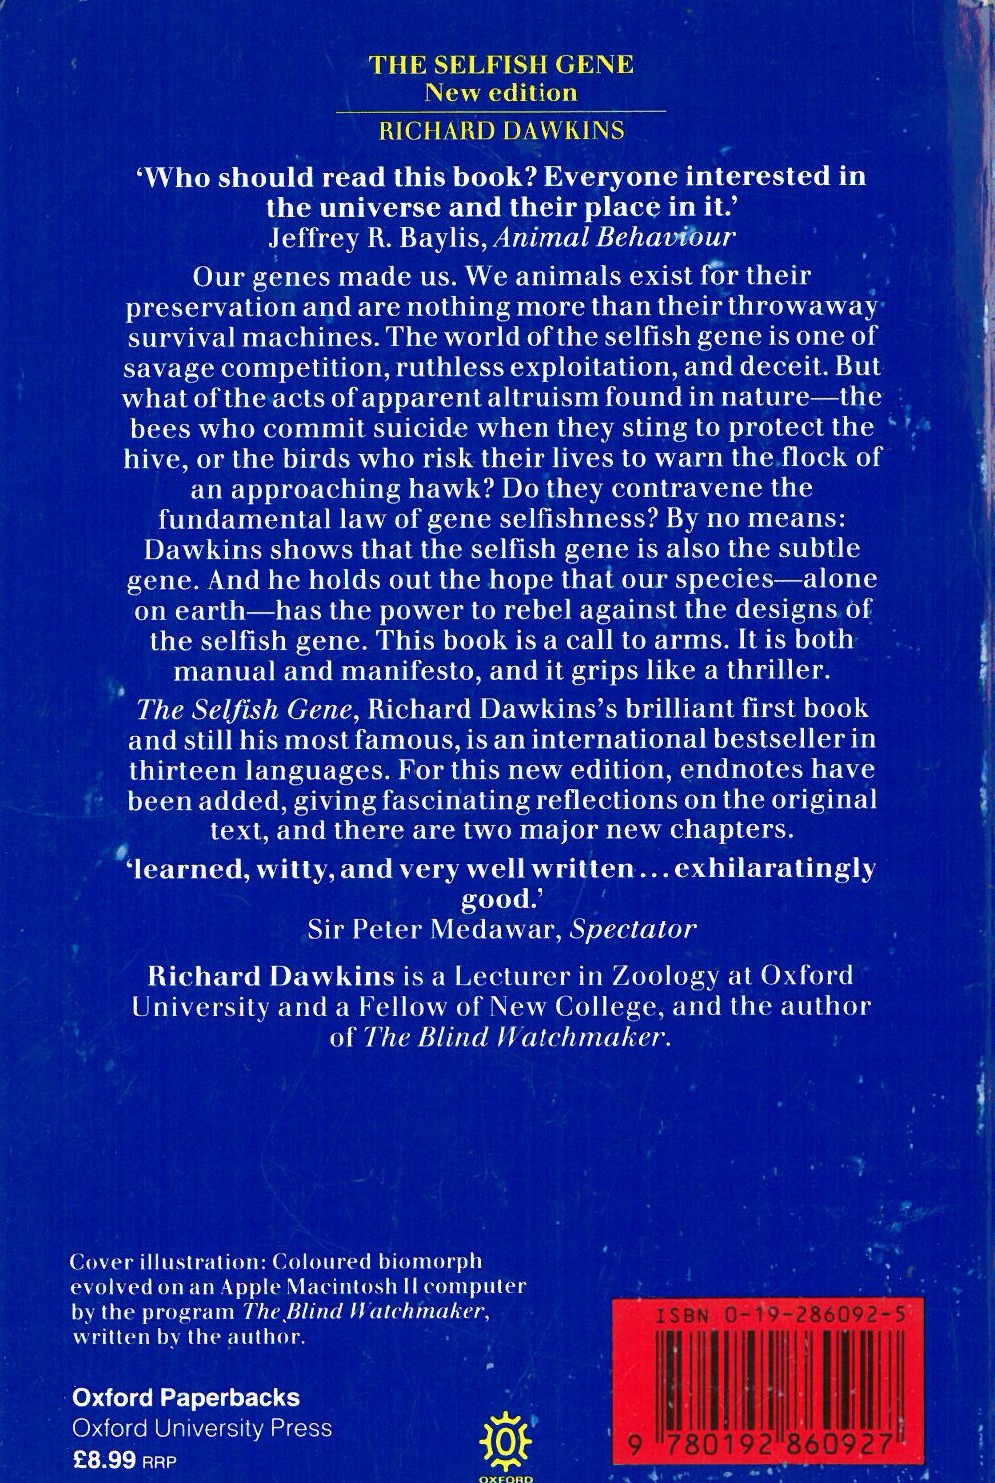 THE SELFISH GENE
New edition
RICHARD DAWKINS
‘Who should read this book? Everyone interested in
the universe and their place in it.’
Jeffrey R. Baylis, Animal Behaviour
Our genes made us. We animals exist for their
preservation and are nothing more than their throwaway
survival machines. The world of the selfish gene is one of
savage competition, ruthless exploitation, and deceit. But
what of the acts of apparent altruism found in nature—the
bees who commit suicide when they sting to protect the
hive, or the birds who risk their lives to warn the flock of
an approaching hawk? Do they contravene the
fundamental law of gene selfishness? By no means:
Dawkins shows that the selfish gene is also the subtle
gene. And he holds out the hope that our species—alone
on earth—has the power to rebel against the designs of
the selfish gene. This book is a call to arms. It is both
manual and manifesto, and it grips like a thriller.
The Selfish Gene, Richard Dawkins's brilliant first book
and still his most famous, is an international bestseller in
thirteen languages. For this new edition, endnotes have
been added, giving fascinating reflections on the original
text, and there are two major new chapters.
‘learned, witty, and very well written...exhilaratingly
good.’
Sir Peter Medawar, Spectator
Richard Dawkins is a Lecturer in Zoology at Oxford
University and a Fellow of New College, and the author
of The Blind Watchmaker.
Cover illustration: Coloured biomorph
evolved on an Apple Macintosh II computer
by the program The Blind Watchmaker,
written by the author.
Oxford Paperbacks
Oxford University Press
£8.99 RRP
OXFORD
ISBN 0-19-286092-5
9 780192 860927